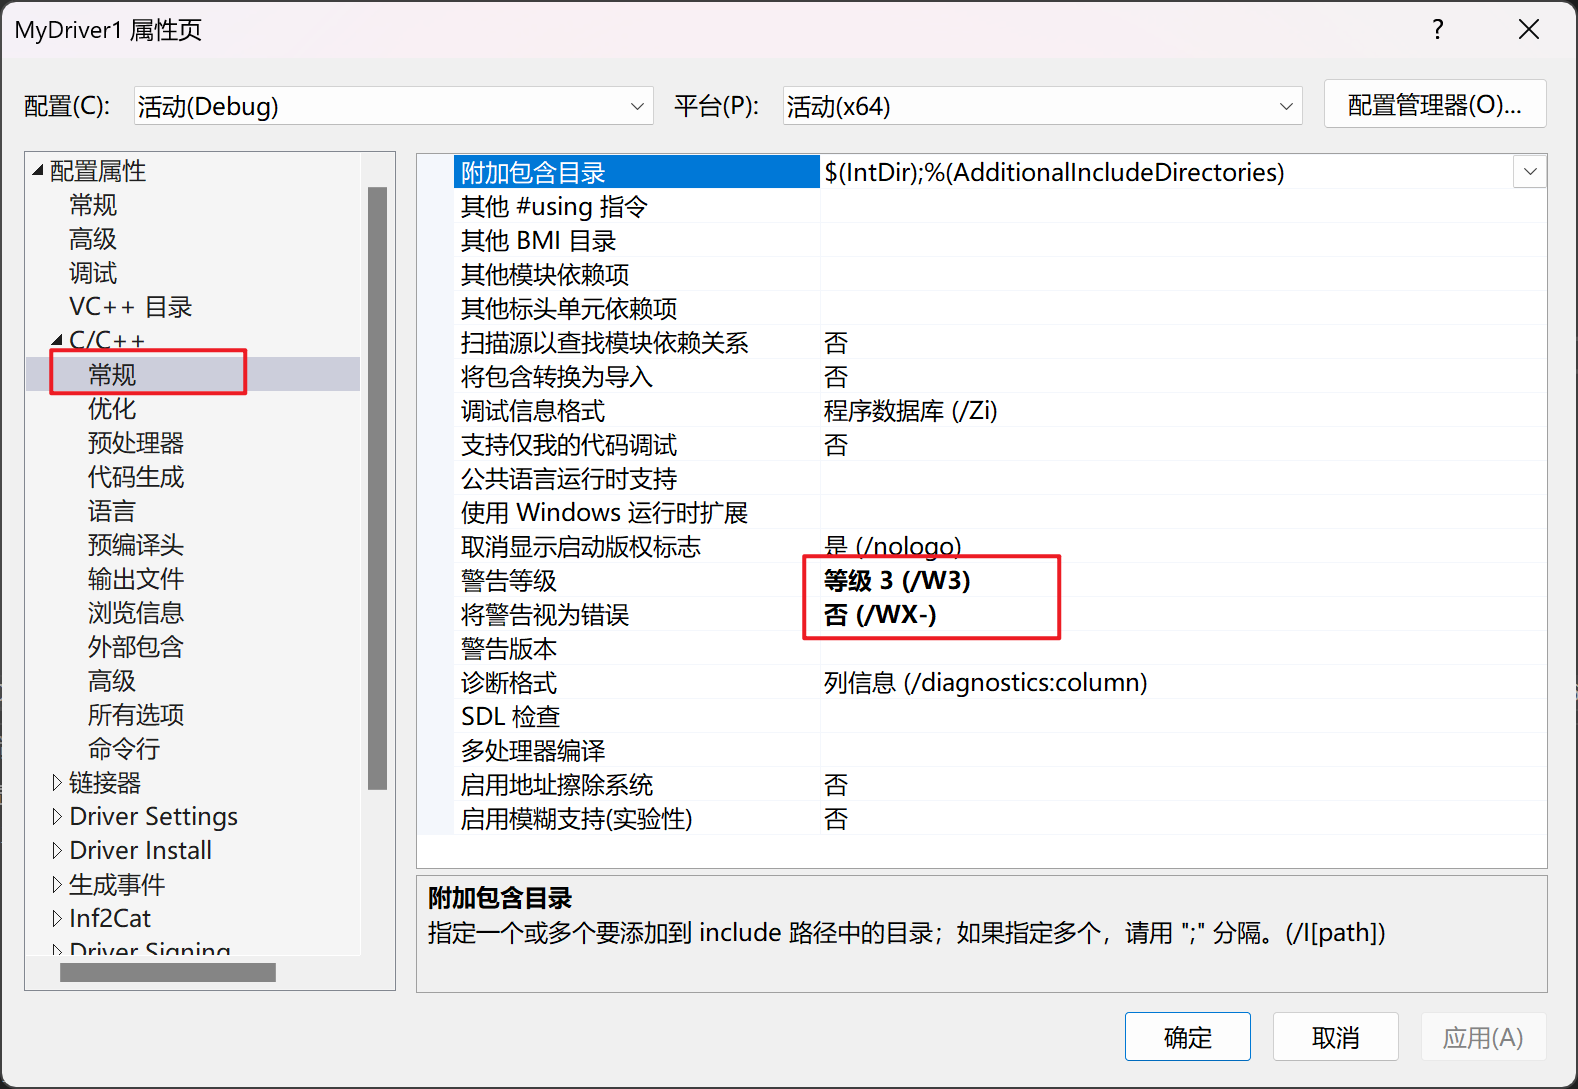 MyDriver1 属性页
?
配置(C):
活动(Debug)
平台(P):
活动(x64)
配置管理器(O)...
配置属性
常规
高级
调试
VC++ 目录
C/C++
常规
优化
预处理器
代码生成
语言
预编译头
输出文件
浏览信息
外部包含
高级
所有选项
命令行
链接器
Driver Settings
Driver Install
生成事件
Inf2Cat
Driver Signing
附加包含目录 $(IntDir);%(AdditionalIncludeDirectories)
其他 #using 指令
其他 BMI 目录
其他模块依赖项
其他标头单元依赖项
扫描源以查找模块依赖关系 否
将包含转换为导入 否
调试信息格式 程序数据库 (/Zi)
支持仅我的代码调试 否
公共语言运行时支持
使用 Windows 运行时扩展
取消显示启动版权标志 是 (/nologo)
警告等级 等级 3 (/W3)
将警告视为错误 否 (/WX-)
警告版本
诊断格式 列信息 (/diagnostics:column)
SDL 检查
多处理器编译
启用地址擦除系统 否
启用模糊支持(实验性) 否
附加包含目录
指定一个或多个要添加到 include 路径中的目录；如果指定多个，请用 ";" 分隔。(/I[path])
确定
取消
应用(A)